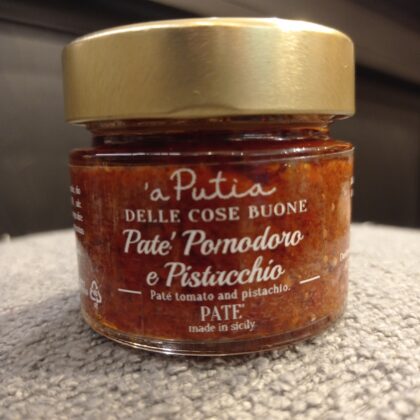 'a Putia
DELLE COSE BUONE
Pate' Pomodoro
e Pistacchio
Paté tomato and pistachio.
PATE'
made in sicily